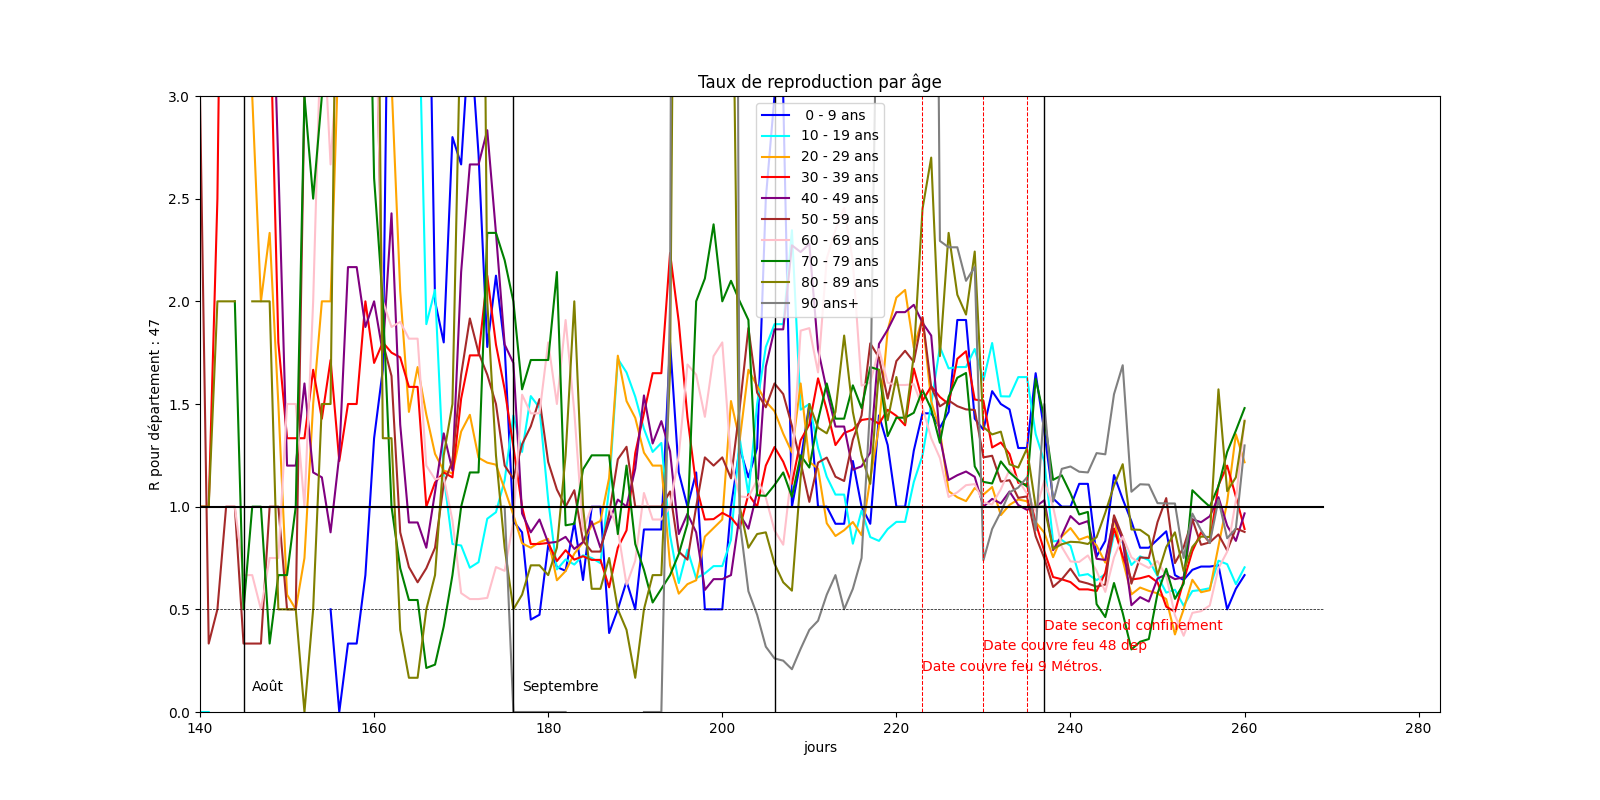 Taux de reproduction par âge
R pour département : 47
3.0
2.5
2.0
1.5
1.0
0.5
0.0
0 - 9 ans
10 - 19 ans
20 - 29 ans
30 - 39 ans
40 - 49 ans
50 - 59 ans
60 - 69 ans
70 - 79 ans
80 - 89 ans
90 ans+
Date second confinement
Date couvre feu 48 dep
Date couvre feu 9 Métros.
Août
Septembre
140 160 180 200 220 240 260 280
jours